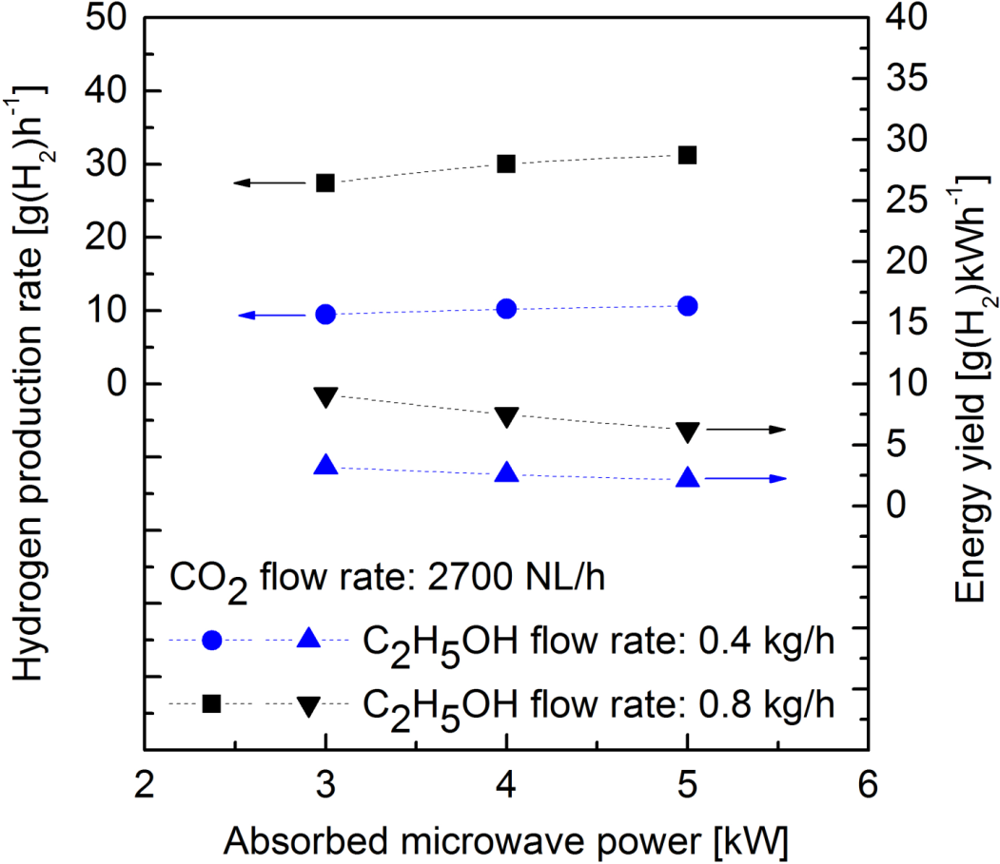 Hydrogen production rate [g(H₂)h⁻¹]
50
40
30
20
10
0
40
35
30
25
20
15
10
5
0
Energy yield [g(H₂)kWh⁻¹]
CO₂ flow rate: 2700 NL/h
C₂H₅OH flow rate: 0.4 kg/h
C₂H₅OH flow rate: 0.8 kg/h
2 3 4 5 6
Absorbed microwave power [kW]